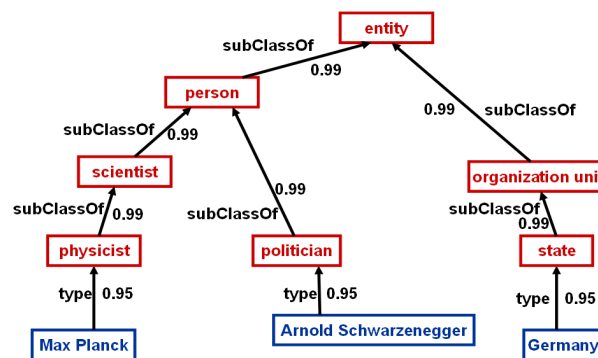 entity
subClassOf
0.99
person
0.99
subClassOf
subClassOf
0.99
scientist
0.99
organization uni
subClassOf
0.99
subClassOf
subClassOf
0.99
physicist
politician
state
type 0.95
type 0.95
type 0.95
Max Planck
Arnold Schwarzenegger
Germany